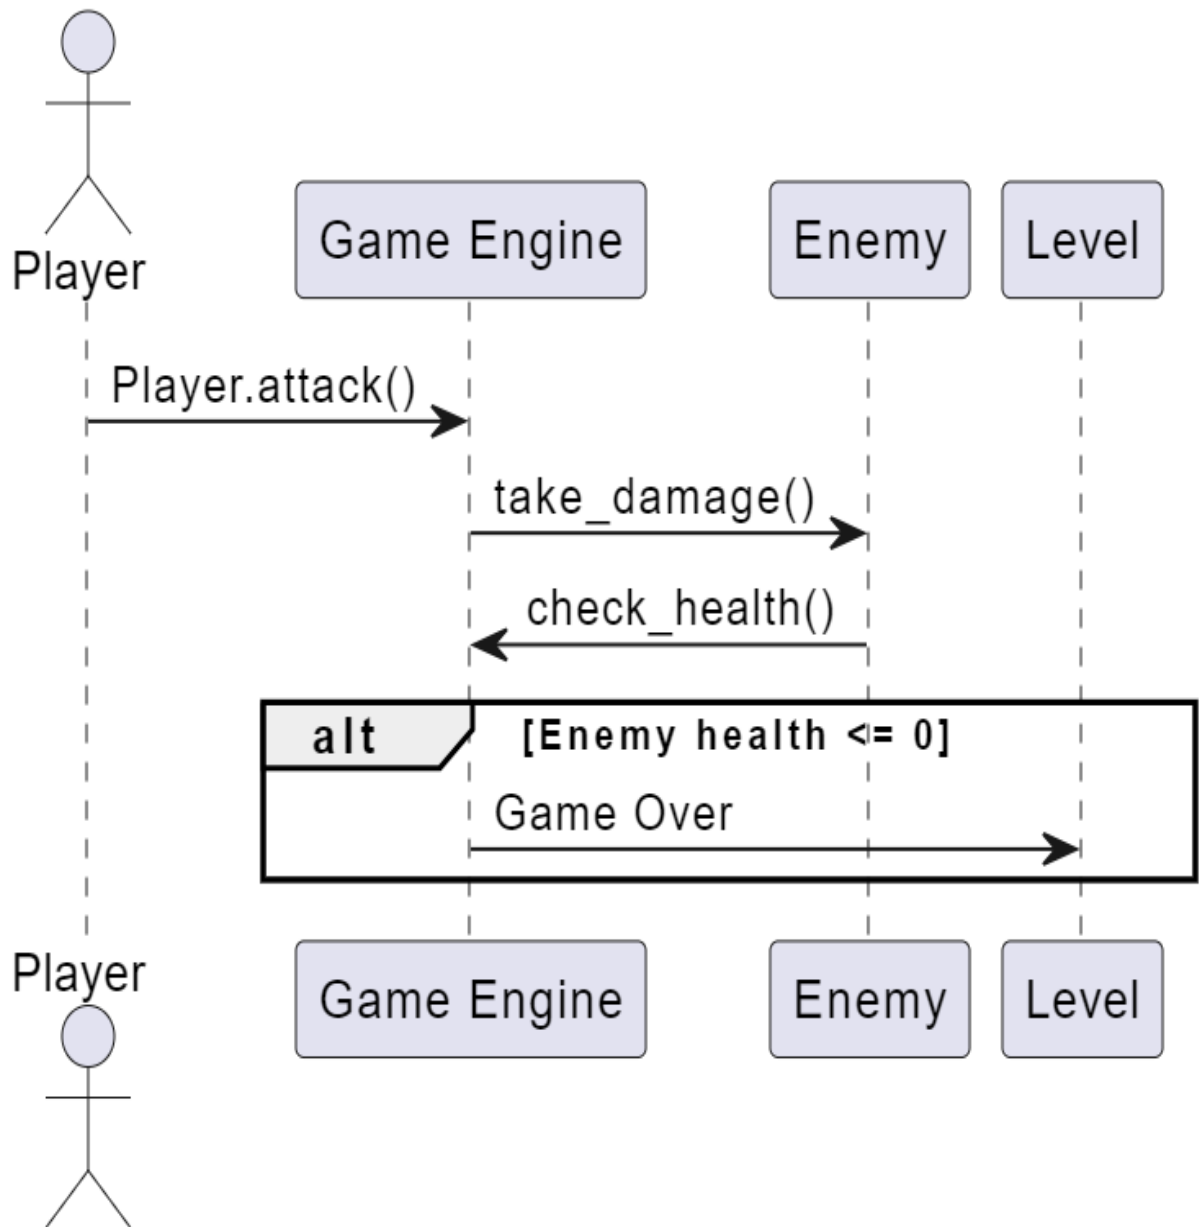 Player
Game Engine
Enemy
Level
Player.attack()
take_damage()
check_health()
alt
[Enemy health <= 0]
Game Over
Player
Game Engine
Enemy
Level